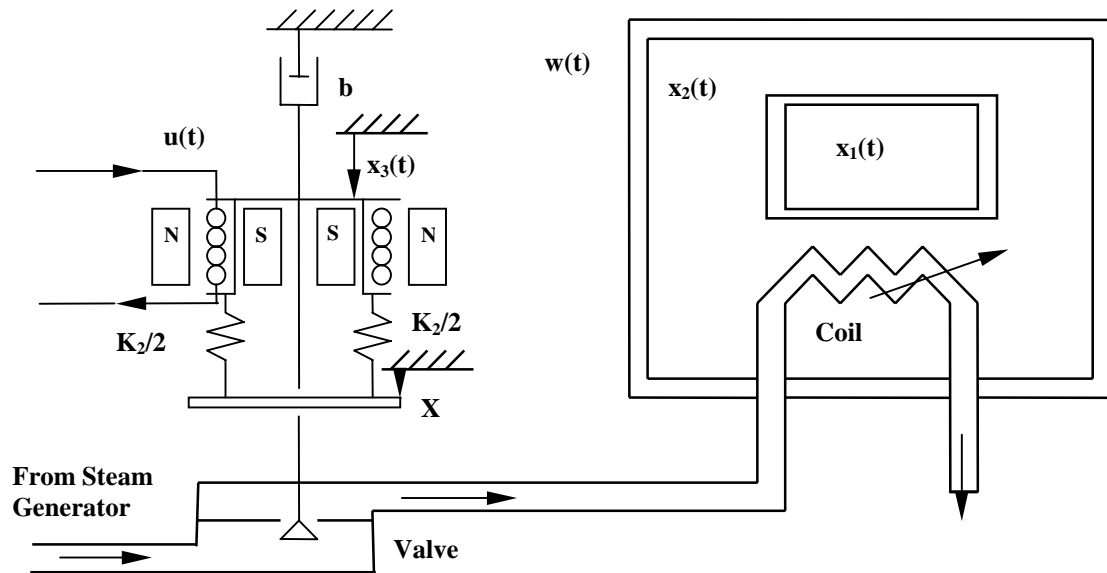 w(t)
b
x₂(t)
u(t)
x₃(t)
x₁(t)
N
S
S
N
K₂/2
K₂/2
Coil
X
From Steam
Generator
Valve